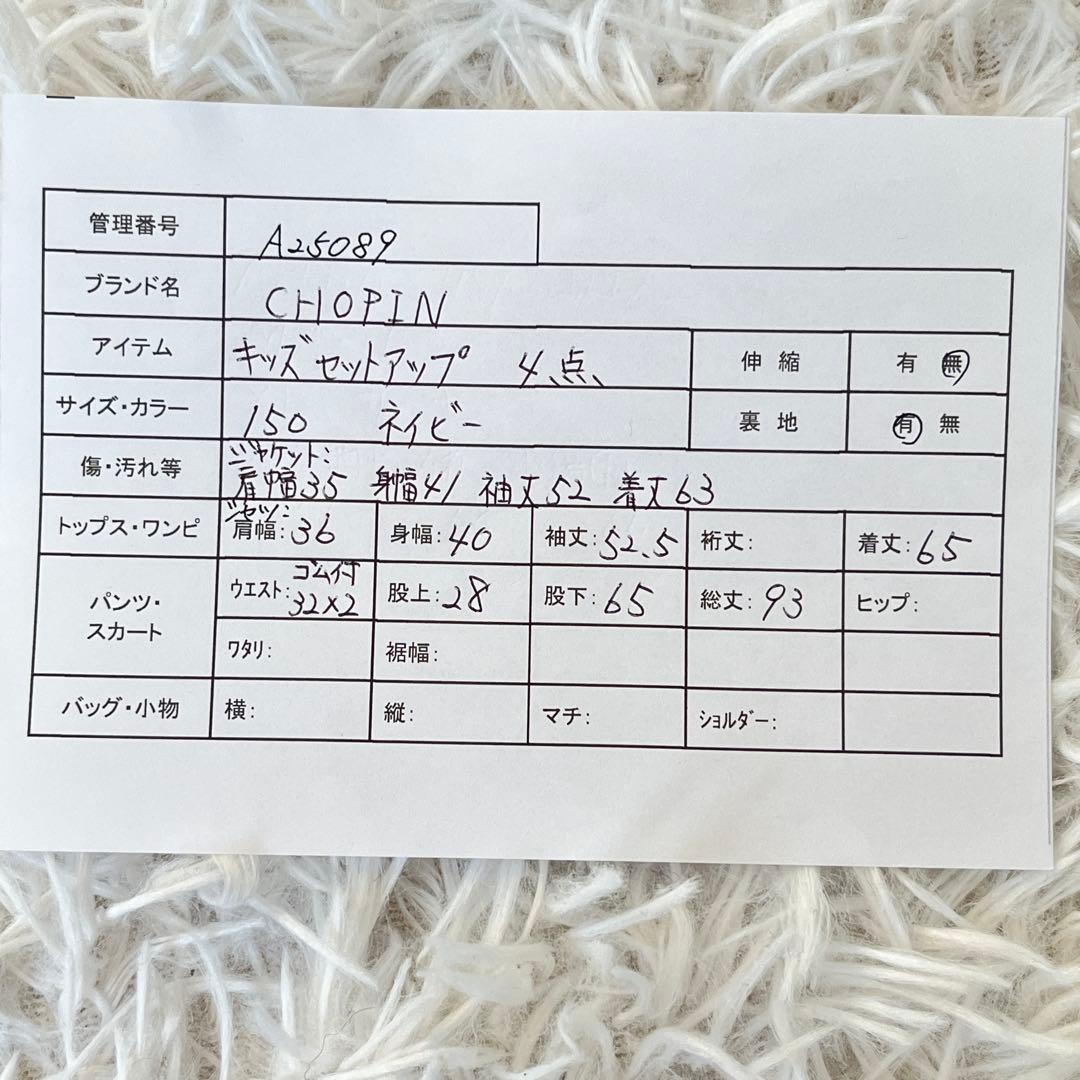 管理番号 A25089
ブランド名 CHOPIN
アイテム キッズセットアップ 4点 伸縮 有 無
サイズ・カラー 150 ネイビー 裏地 有 無
傷・汚れ等 ジャケット:
肩幅35 身幅41 袖丈52 着丈63
シャツ:
トップス・ワンピ 肩幅:36 身幅:40 袖丈:52.5 裄丈: 着丈:65
パンツ・
スカート
ゴム付
ウエスト:32×2 股上:28 股下:65 総丈:93 ヒップ:
ワタリ: 裾幅:
バッグ・小物 横: 縦: マチ: ショルダー: